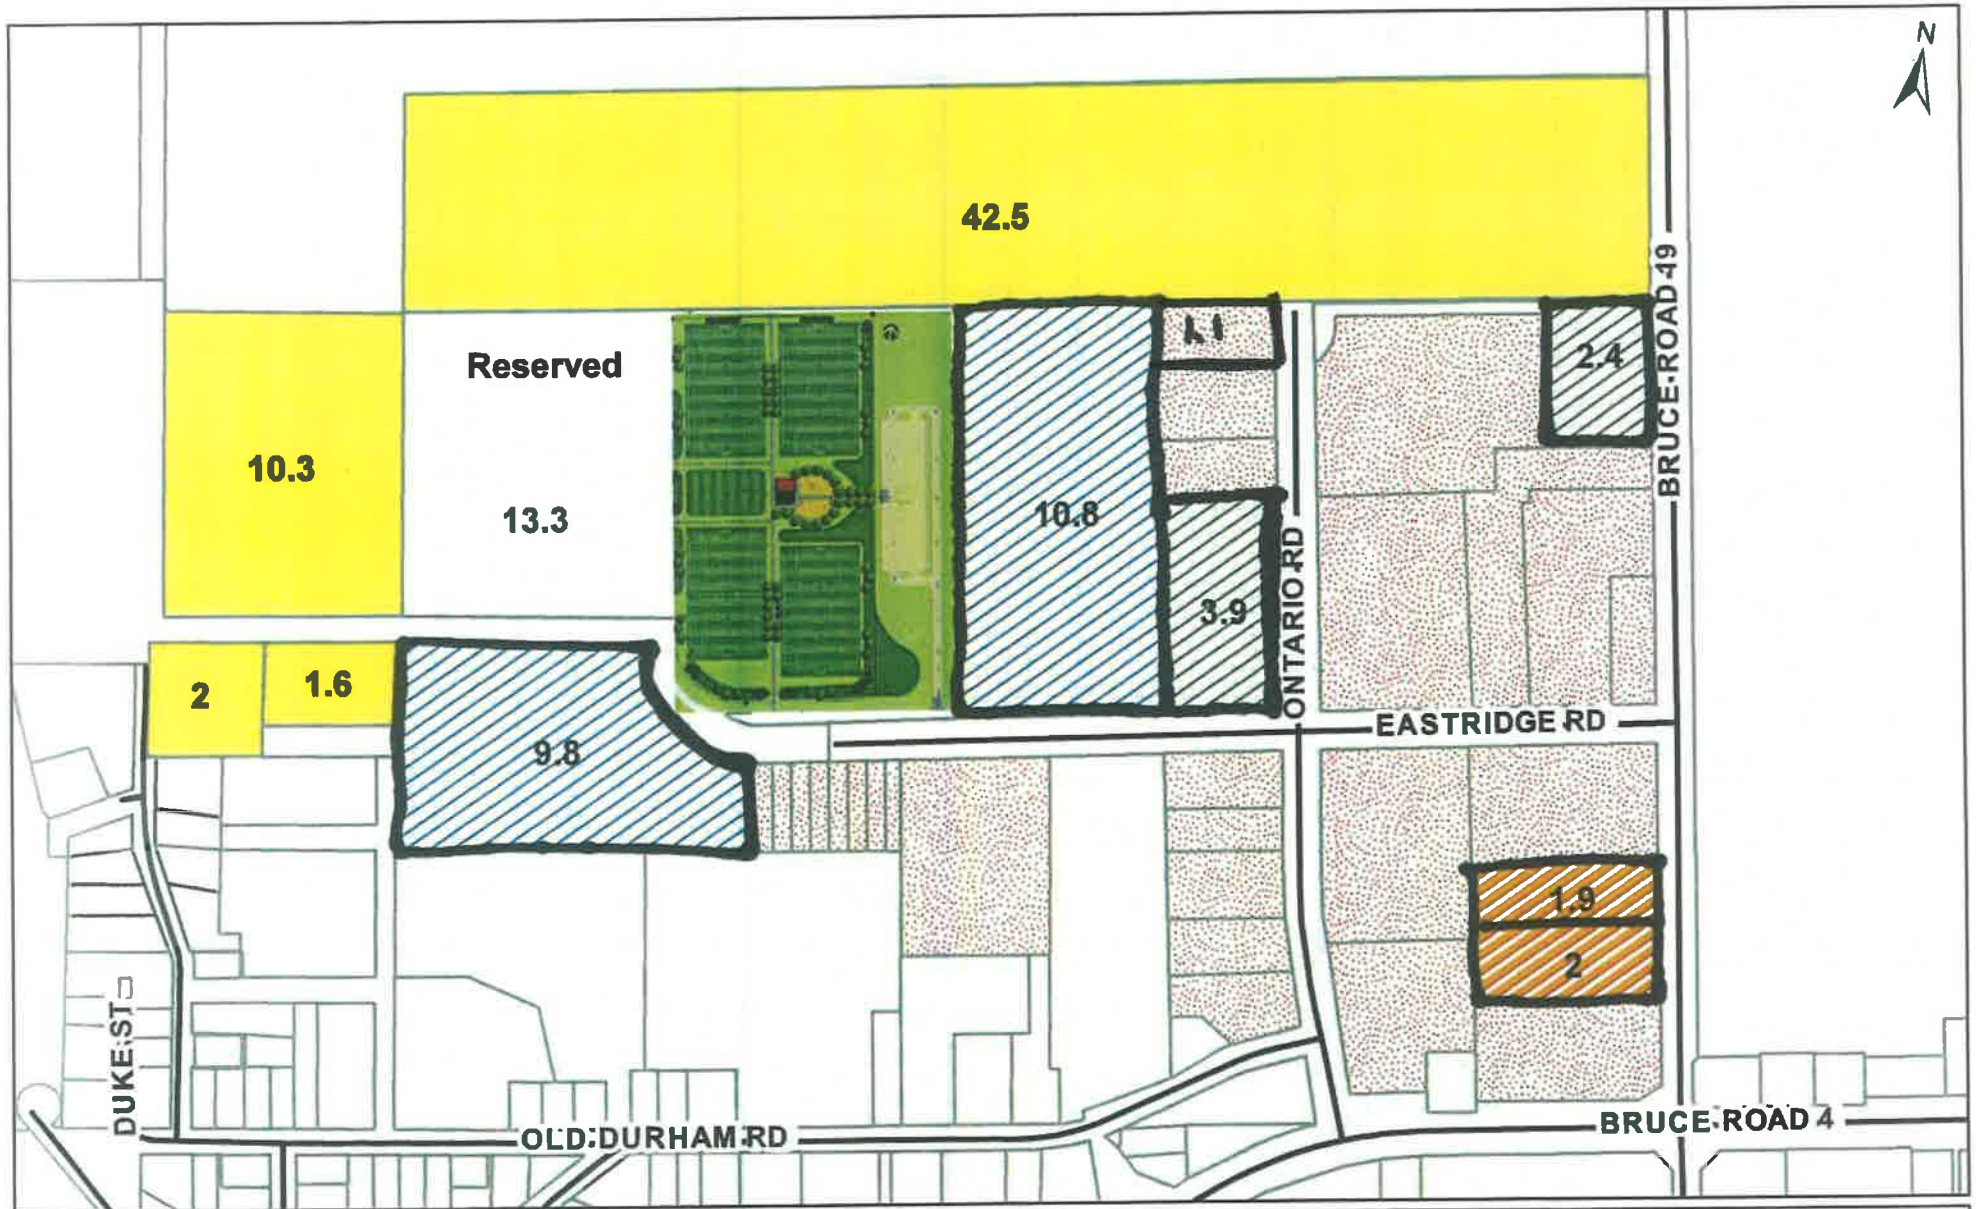 N
42.5
Reserved
2.4
10.3
13.3
10.8
3.9
BRUCE ROAD 49
ONTARIO RD
2
1.6
EASTRIDGE RD
9.8
1.9
2
DUKE ST
OLD DURHAM RD
BRUCE ROAD 4